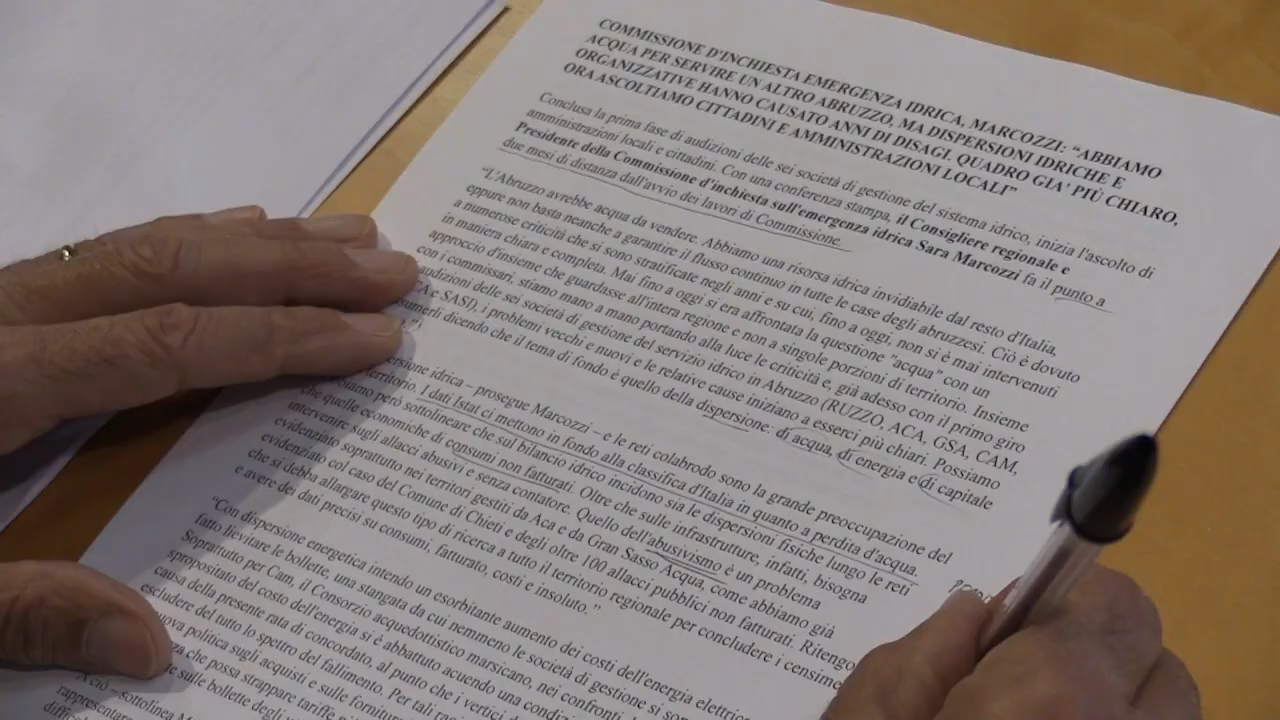 COMMISSIONE D'INCHIESTA EMERGENZA IDRICA, MARCOZZI: "ABBIAMO
ACQUA PER SERVIRE UN ALTRO ABRUZZO, MA DISPERSIONI IDRICHE E
ORGANIZZATIVE HANNO CAUSATO ANNI DI DISAGI. QUADRO GIA' PIÙ CHIARO,
ORA ASCOLTIAMO CITTADINI E AMMINISTRAZIONI LOCALI"
Conclusa la prima fase di audizioni delle sei società di gestione del sistema idrico, inizia l'ascolto di
amministrazioni locali e cittadini. Con una conferenza stampa, il Consigliere regionale e
Presidente della Commissione d'inchiesta sull'emergenza idrica Sara Marcozzi fa il punto a
due mesi di distanza dall'avvio dei lavori di Commissione.
"L'Abruzzo avrebbe acqua da vendere. Abbiamo una risorsa idrica invidiabile dal resto d'Italia,
eppure non basta neanche a garantire il flusso continuo in tutte le case degli abruzzesi. Ciò è dovuto
a numerose criticità che si sono stratificate negli anni e su cui, fino a oggi, non si è mai intervenuti
in maniera chiara e completa. Mai fino a oggi si era affrontata la questione "acqua" con un
approccio d'insieme che guardasse all'intera regione e non a singole porzioni di territorio. Insieme
con i commissari, stiamo mano a mano portando alla luce le criticità e, già adesso con il primo giro
audizioni delle sei società di gestione del servizio idrico in Abruzzo (RUZZO, ACA, GSA, CAM,
e SASI), i problemi vecchi e nuovi e le relative cause iniziano a esserci più chiari. Possiamo
dicendo che il tema di fondo è quello della dispersione: di acqua, di energia e di capitale
idrica – prosegue Marcozzi – e le reti colabrodo sono la grande preoccupazione del
territorio. I dati Istat ci mettono in fondo alla classifica d'Italia in quanto a perdita d'acqua.
però sottolineare che sul bilancio idrico incidono sia le dispersioni fisiche lungo le reti
che quelle economiche di consumi non fatturati. Oltre che sulle infrastrutture, infatti, bisogna
intervenire sugli allacci abusivi e senza contatore. Quello dell'abusivismo è un problema
evidenziato soprattutto nei territori gestiti da Aca e da Gran Sasso Acqua, come abbiamo già
evidenziato col caso del Comune di Chieti e degli oltre 100 allacci pubblici non fatturati. Ritengo
che si debba allargare questo tipo di ricerca a tutto il territorio regionale per concludere i
e avere dei dati precisi su consumi, fatturato, costi e insoluto."
"Con dispersione energetica intendo un esorbitante aumento dei costi dell'energia
fatto lievitare le bollette, una stangata da cui nemmeno le società di gestione si
Soprattutto per Cam, il Consorzio acquedottistico marsicano, nei confronti
spropositato del costo dell'energia si è abbattuto acuendo una
causa della presente rata di concordato, al punto che i vertici
escludere del tutto lo spettro del fallimento. Per tali
politica sugli acquisti e sulle
che possa strappare tariffe
sulle bollette degli
– sottolinea